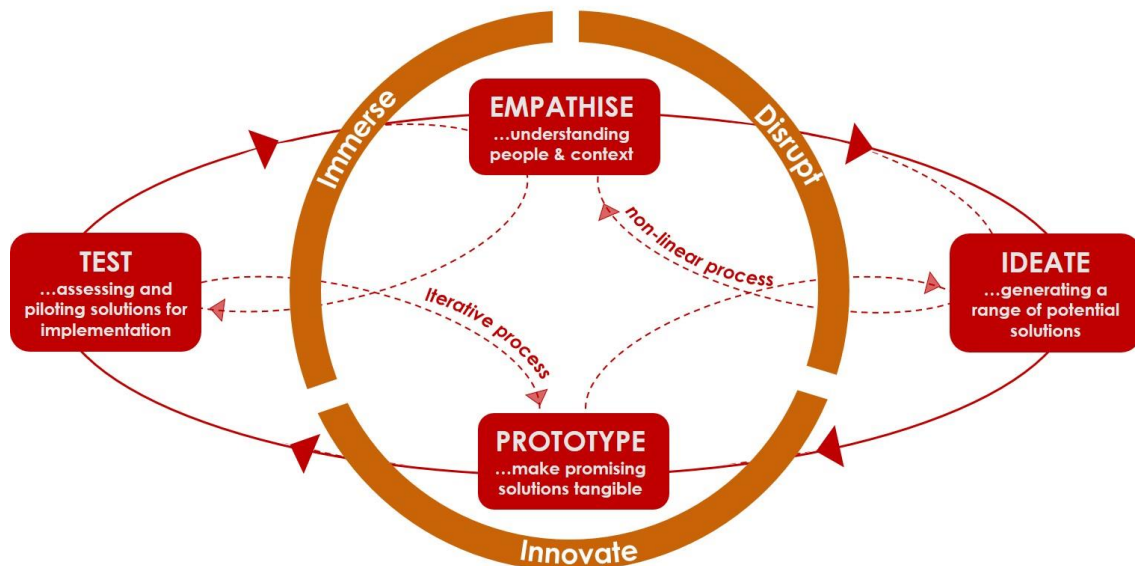 EMPATHISE
...understanding
people & context
Immerse
Disrupt
TEST
...assessing and
piloting solutions for
implementation
non-linear process
Iterative process
IDEATE
...generating a
range of potential
solutions
PROTOTYPE
...make promising
solutions tangible
Innovate